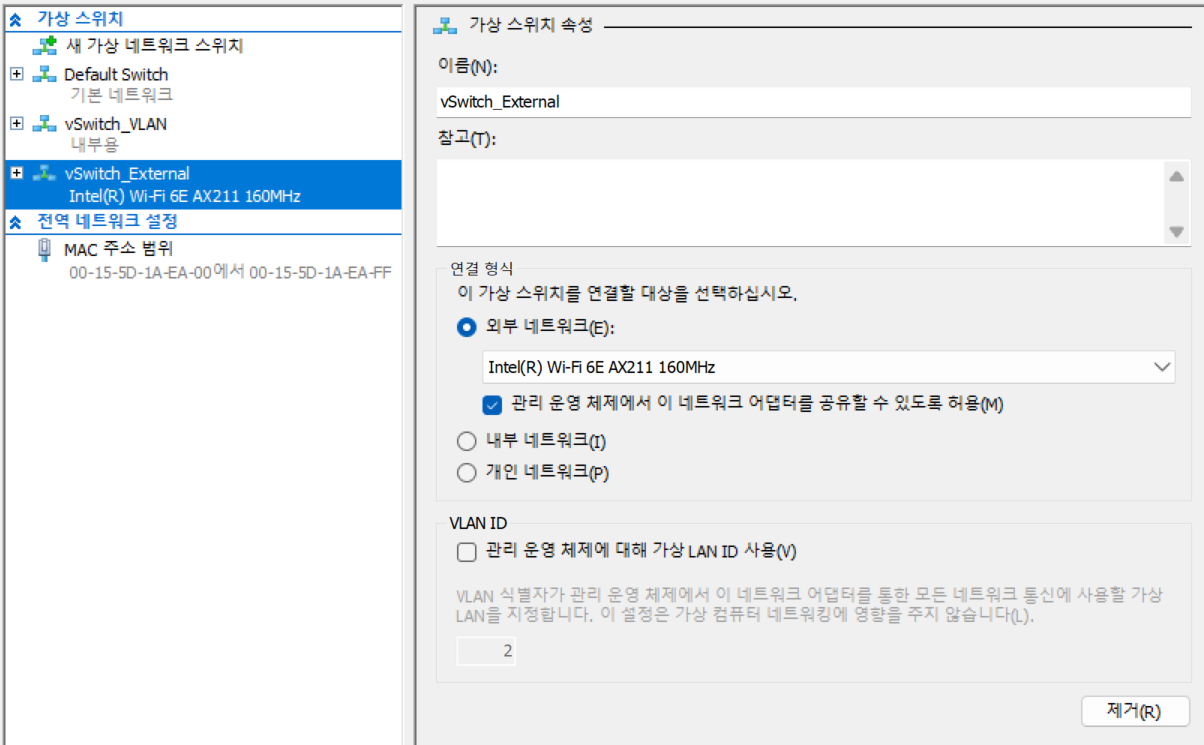 가상 스위치
새 가상 네트워크 스위치
Default Switch
기본 네트워크
vSwitch_VLAN
내부용
vSwitch_External
Intel(R) Wi-Fi 6E AX211 160MHz
전역 네트워크 설정
MAC 주소 범위
00-15-5D-1A-EA-00에서 00-15-5D-1A-EA-FF
가상 스위치 속성
이름(N):
vSwitch_External
참고(T):
연결 형식
이 가상 스위치를 연결할 대상을 선택하십시오.
외부 네트워크(E):
Intel(R) Wi-Fi 6E AX211 160MHz
관리 운영 체제에서 이 네트워크 어댑터를 공유할 수 있도록 허용(M)
내부 네트워크(I)
개인 네트워크(P)
VLAN ID
관리 운영 체제에 대해 가상 LAN ID 사용(V)
VLAN 식별자가 관리 운영 체제에서 이 네트워크 어댑터를 통한 모든 네트워크 통신에 사용할 가상
LAN을 지정합니다. 이 설정은 가상 컴퓨터 네트워킹에 영향을 주지 않습니다(L).
2
제거(R)